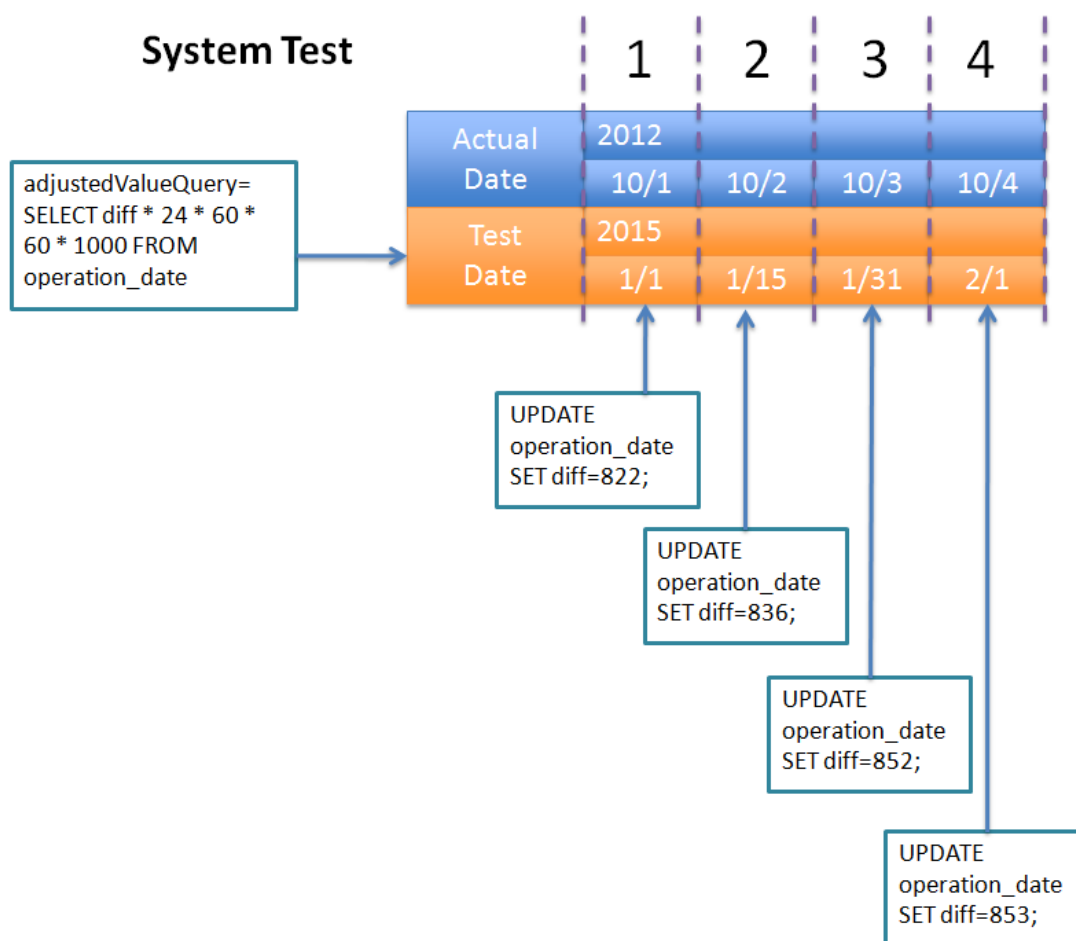 System Test
1 2 3 4
Actual Date
2012
10/1 10/2 10/3 10/4
Test Date
2015
1/1 1/15 1/31 2/1
adjustedValueQuery=
SELECT diff * 24 * 60 *
60 * 1000 FROM
operation_date
UPDATE
operation_date
SET diff=822;
UPDATE
operation_date
SET diff=836;
UPDATE
operation_date
SET diff=852;
UPDATE
operation_date
SET diff=853;